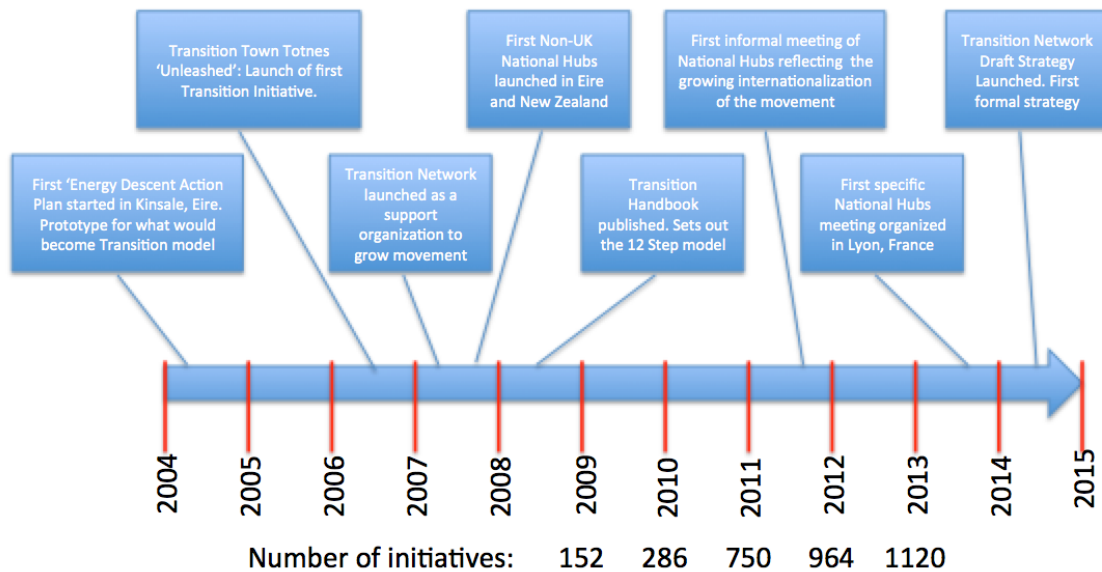 Transition Town Totnes
‘Unleashed’: Launch of first
Transition Initiative.
First Non-UK
National Hubs
launched in Eire
and New Zealand
First informal meeting of
National Hubs reflecting the
growing internationalization
of the movement
Transition Network
Draft Strategy
Launched. First
formal strategy
First ‘Energy Descent Action
Plan started in Kinsale, Eire.
Prototype for what would
become Transition model
Transition Network
launched as a
support
organization to
grow movement
Transition
Handbook
published. Sets out
the 12 Step model
First specific
National Hubs
meeting organized
in Lyon, France
2004
2005
2006
2007
2008
2009
2010
2011
2012
2013
2014
2015
Number of initiatives: 152 286 750 964 1120